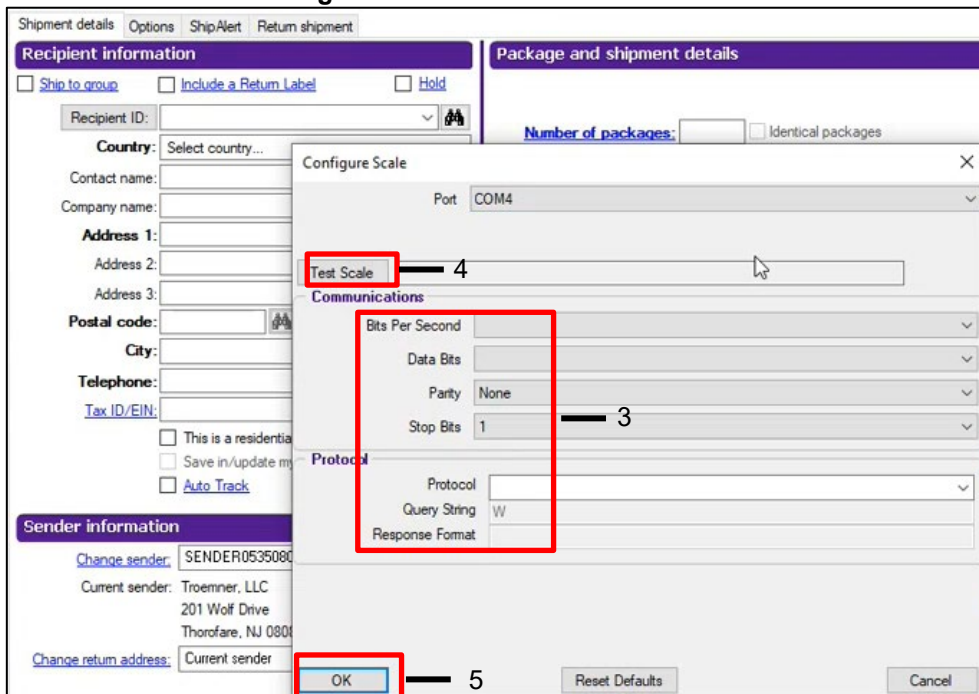 Shipment details Options ShipAlert Return shipment
Recipient information
Package and shipment details
Ship to group Include a Return Label Hold
Recipient ID:
Number of packages: Identical packages
Country: Select country...
Contact name:
Company name:
Address 1:
Address 2:
Address 3:
Postal code:
City:
Telephone:
Tax ID/EIN:
This is a residentia
Save in/update my
Auto Track
Sender information
Change sender: SENDER0535080
Current sender: Troemner, LLC
201 Wolf Drive
Thorofare, NJ 080
Change return address: Current sender
Configure Scale
Port COM4
Test Scale 4
Communications
Bits Per Second
Data Bits
Parity None
Stop Bits 1
3
Protocol
Protocol
Query String W
Response Format
OK 5 Reset Defaults Cancel